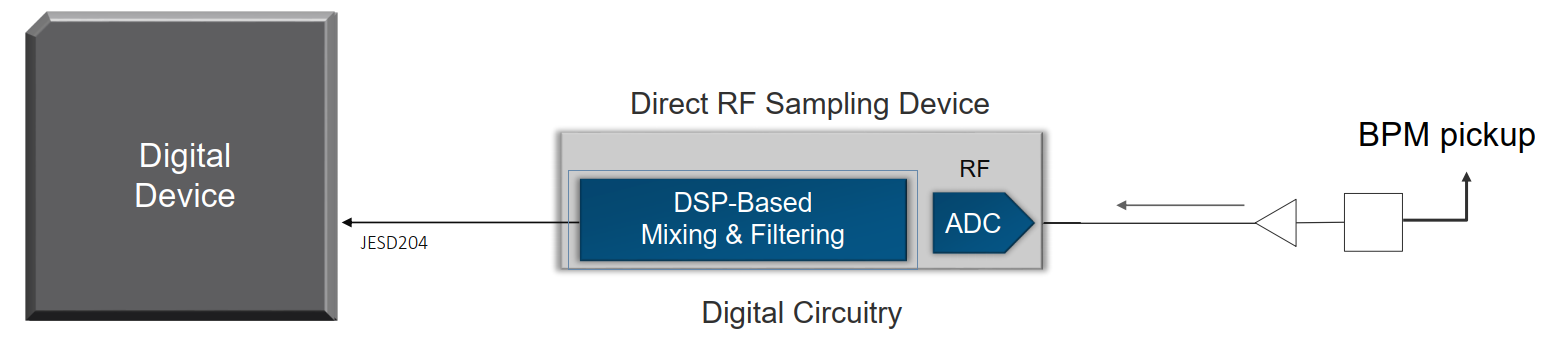 Digital
Device
JESD204
Direct RF Sampling Device
DSP-Based
Mixing & Filtering
RF
ADC
Digital Circuitry
BPM pickup